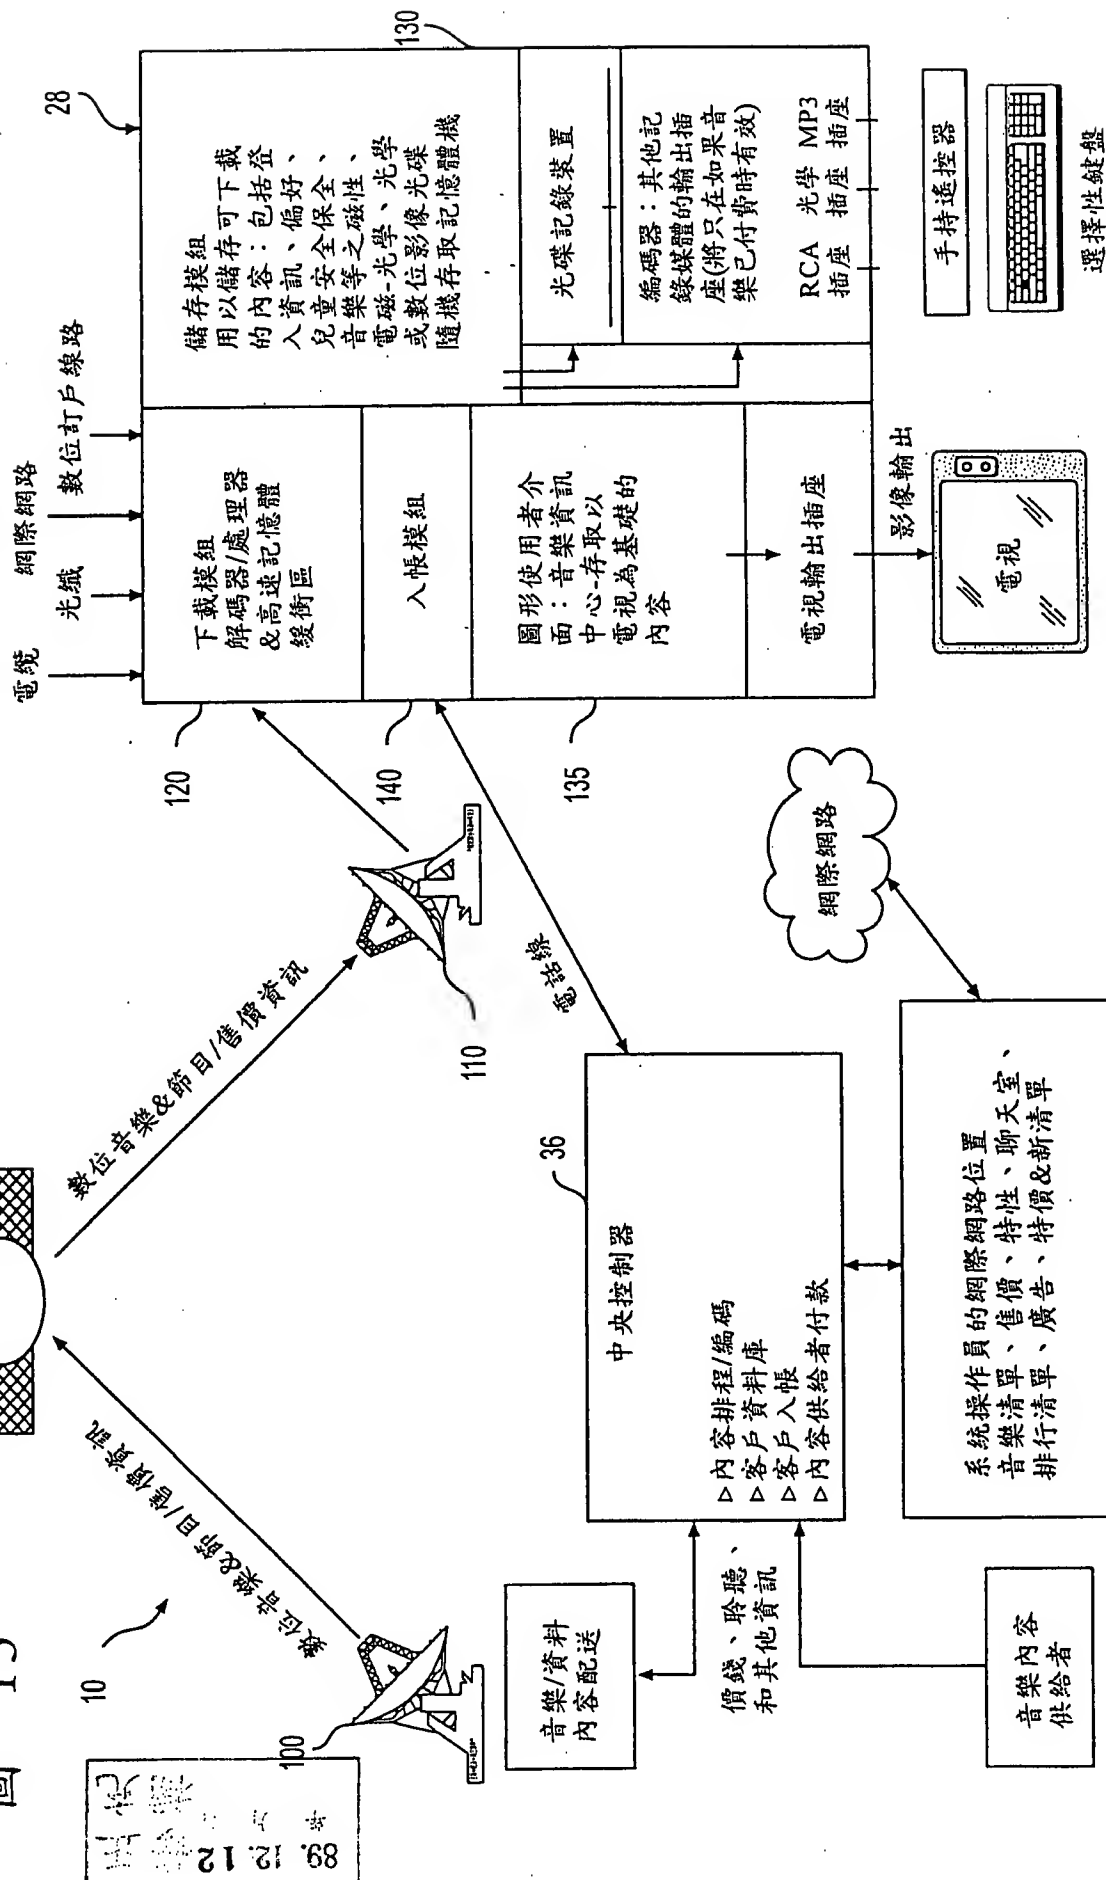 圖 15
89. 12. 12
年 月
補充
10
100
數位音樂&節目/售價資訊
數位音樂&節目/售價資訊
110
電纜
光纖
網際網路
數位訂戶線路
28
120
下載模組
解碼器/處理器
&高速記憶體
緩衝區
140
入帳模組
135
圖形使用者介
面：音樂資訊
中心-存取以
電視為基礎的
內容
電視輸出插座
影像輸出
電視
儲存模組
用以儲存可下載
的內容：包括登
入資訊、偏好、
兒童安全保全、
音樂等之磁性、
電磁-光學、光學
或數位影像光碟
隨機存取記憶體機
130
光碟記錄裝置
編碼器：其他記
錄媒體的輸出插
座(將只在如果音
樂已付費時有效)
RCA 光學 MP3
插座 插座 插座
手持遙控器
選擇性鍵盤
電話線
36
中央控制器
▷內容排程/編碼
▷客戶資料庫
▷客戶入帳
▷內容供給者付款
音樂/資料
內容配送
價錢、聆聽、
和其他資訊
音樂內容
供給者
網際網路
系統操作員的網際網路位置
音樂清單、售價、特性、聊天室、
排行清單、廣告、特價&新清單